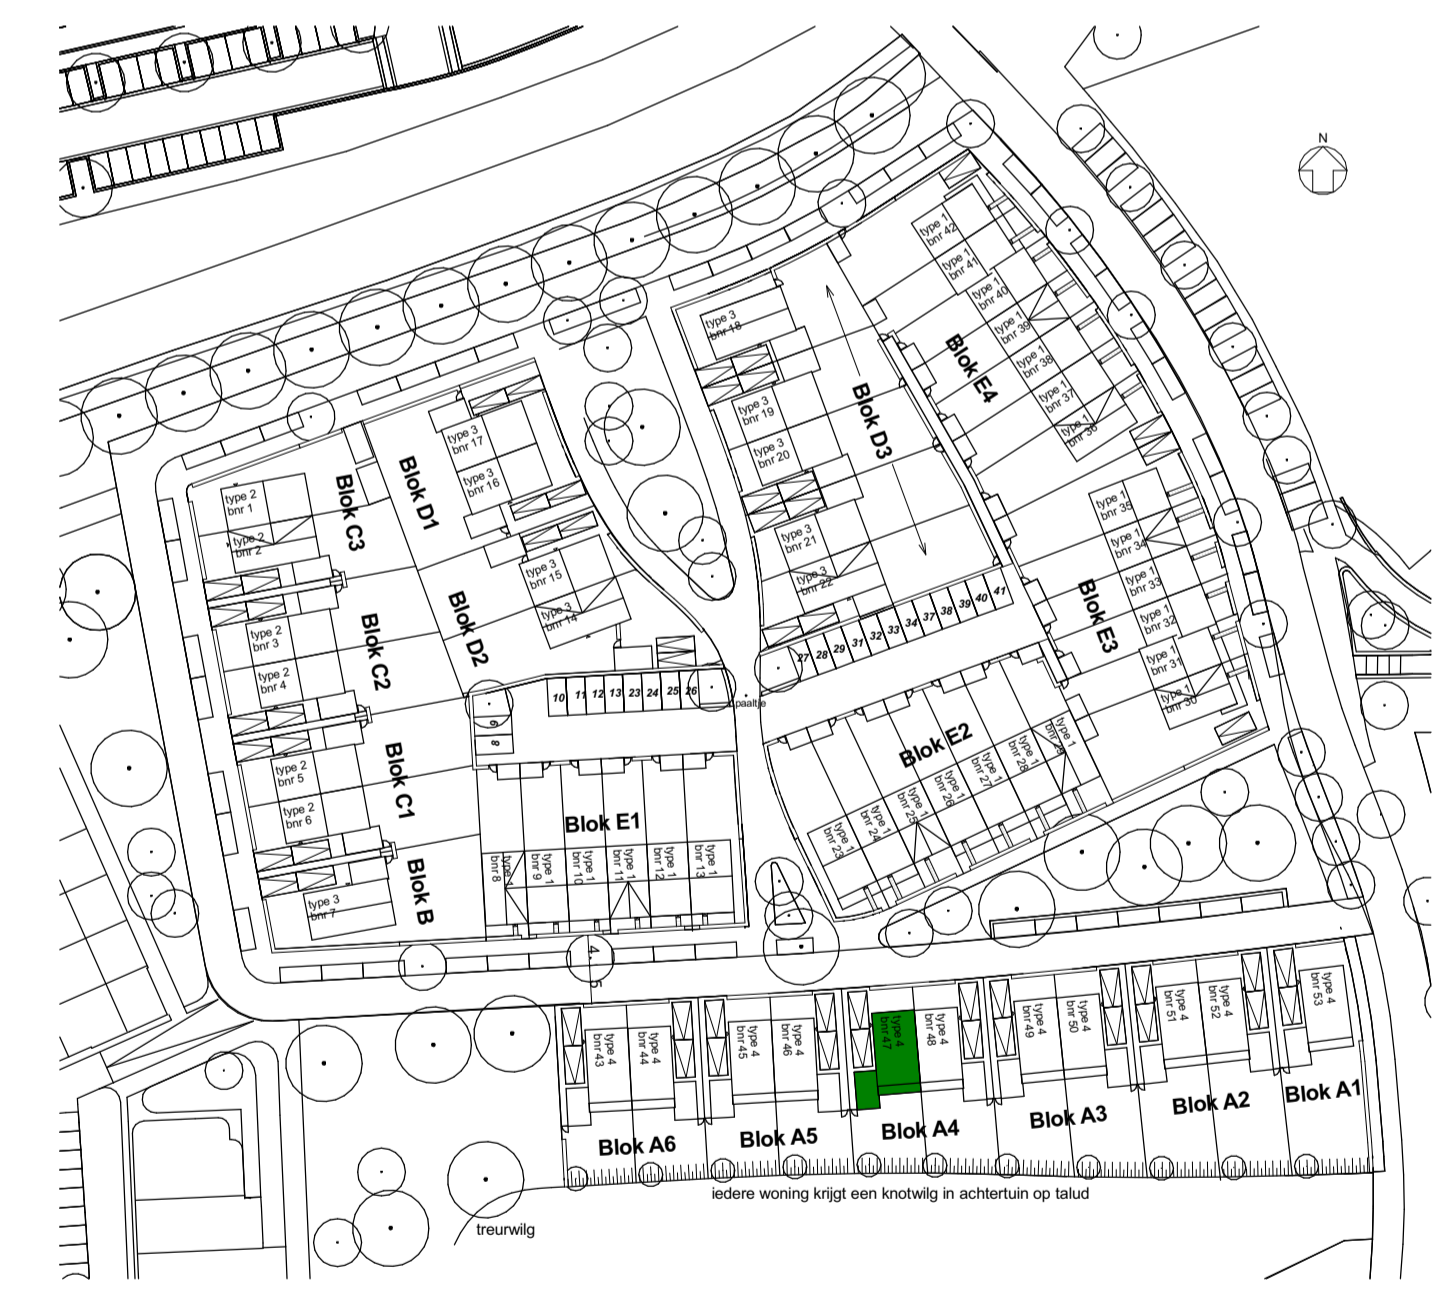 N
type 1
bnr 42
type 1
bnr 41
type 1
bnr 40
type 1
bnr 39
type 1
bnr 38
type 1
bnr 37
type 1
bnr 36
Blok E4
type 3
bnr 18
type 3
bnr 19
type 3
bnr 20
type 3
bnr 21
type 3
bnr 22
Blok D3
type 3
bnr 17
type 3
bnr 16
Blok D1
type 3
bnr 15
type 3
bnr 14
Blok D2
type 2
bnr 1
type 2
bnr 2
Blok C3
type 2
bnr 3
type 2
bnr 4
Blok C2
type 2
bnr 5
type 2
bnr 6
Blok C1
type 3
bnr 7
Blok B
type 1
bnr 35
type 1
bnr 34
type 1
bnr 33
type 1
bnr 32
type 1
bnr 31
type 1
bnr 30
Blok E3
27 28 29 31 32 33 34 37 38 39 40 41
10 11 12 13 23 24 25 26
9
8
paaltje
Blok E2
type 1
bnr 23
type 1
bnr 24
type 1
bnr 25
type 1
bnr 26
type 1
bnr 27
type 1
bnr 28
type 1
bnr 29
Blok E1
type 1
bnr 8
type 1
bnr 9
type 1
bnr 10
type 1
bnr 11
type 1
bnr 12
type 1
bnr 13
4.
5
type 4
bnr 43
type 4
bnr 44
type 4
bnr 45
type 4
bnr 46
type 4
bnr 47
type 4
bnr 48
type 4
bnr 49
type 4
bnr 50
type 4
bnr 51
type 4
bnr 52
type 4
bnr 53
Blok A6
Blok A5
Blok A4
Blok A3
Blok A2
Blok A1
iedere woning krijgt een knotwilg in achtertuin op talud
treurwilg